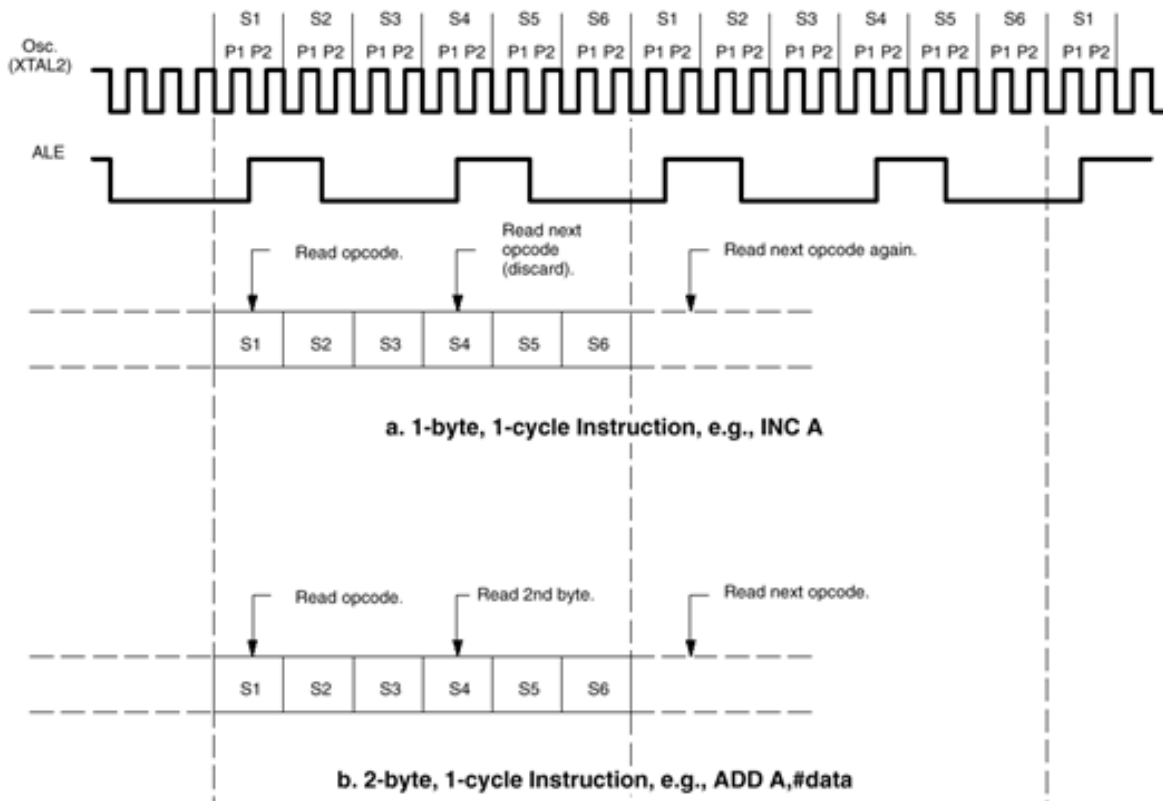 S1 S2 S3 S4 S5 S6 S1 S2 S3 S4 S5 S6 S1
Osc.
(XTAL2)
P1 P2 P1 P2 P1 P2 P1 P2 P1 P2 P1 P2 P1 P2 P1 P2 P1 P2 P1 P2 P1 P2 P1 P2 P1 P2
ALE
Read opcode.
Read next
opcode
(discard).
Read next opcode again.
S1 S2 S3 S4 S5 S6
a. 1-byte, 1-cycle Instruction, e.g., INC A
Read opcode.
Read 2nd byte.
Read next opcode.
S1 S2 S3 S4 S5 S6
b. 2-byte, 1-cycle Instruction, e.g., ADD A,#data